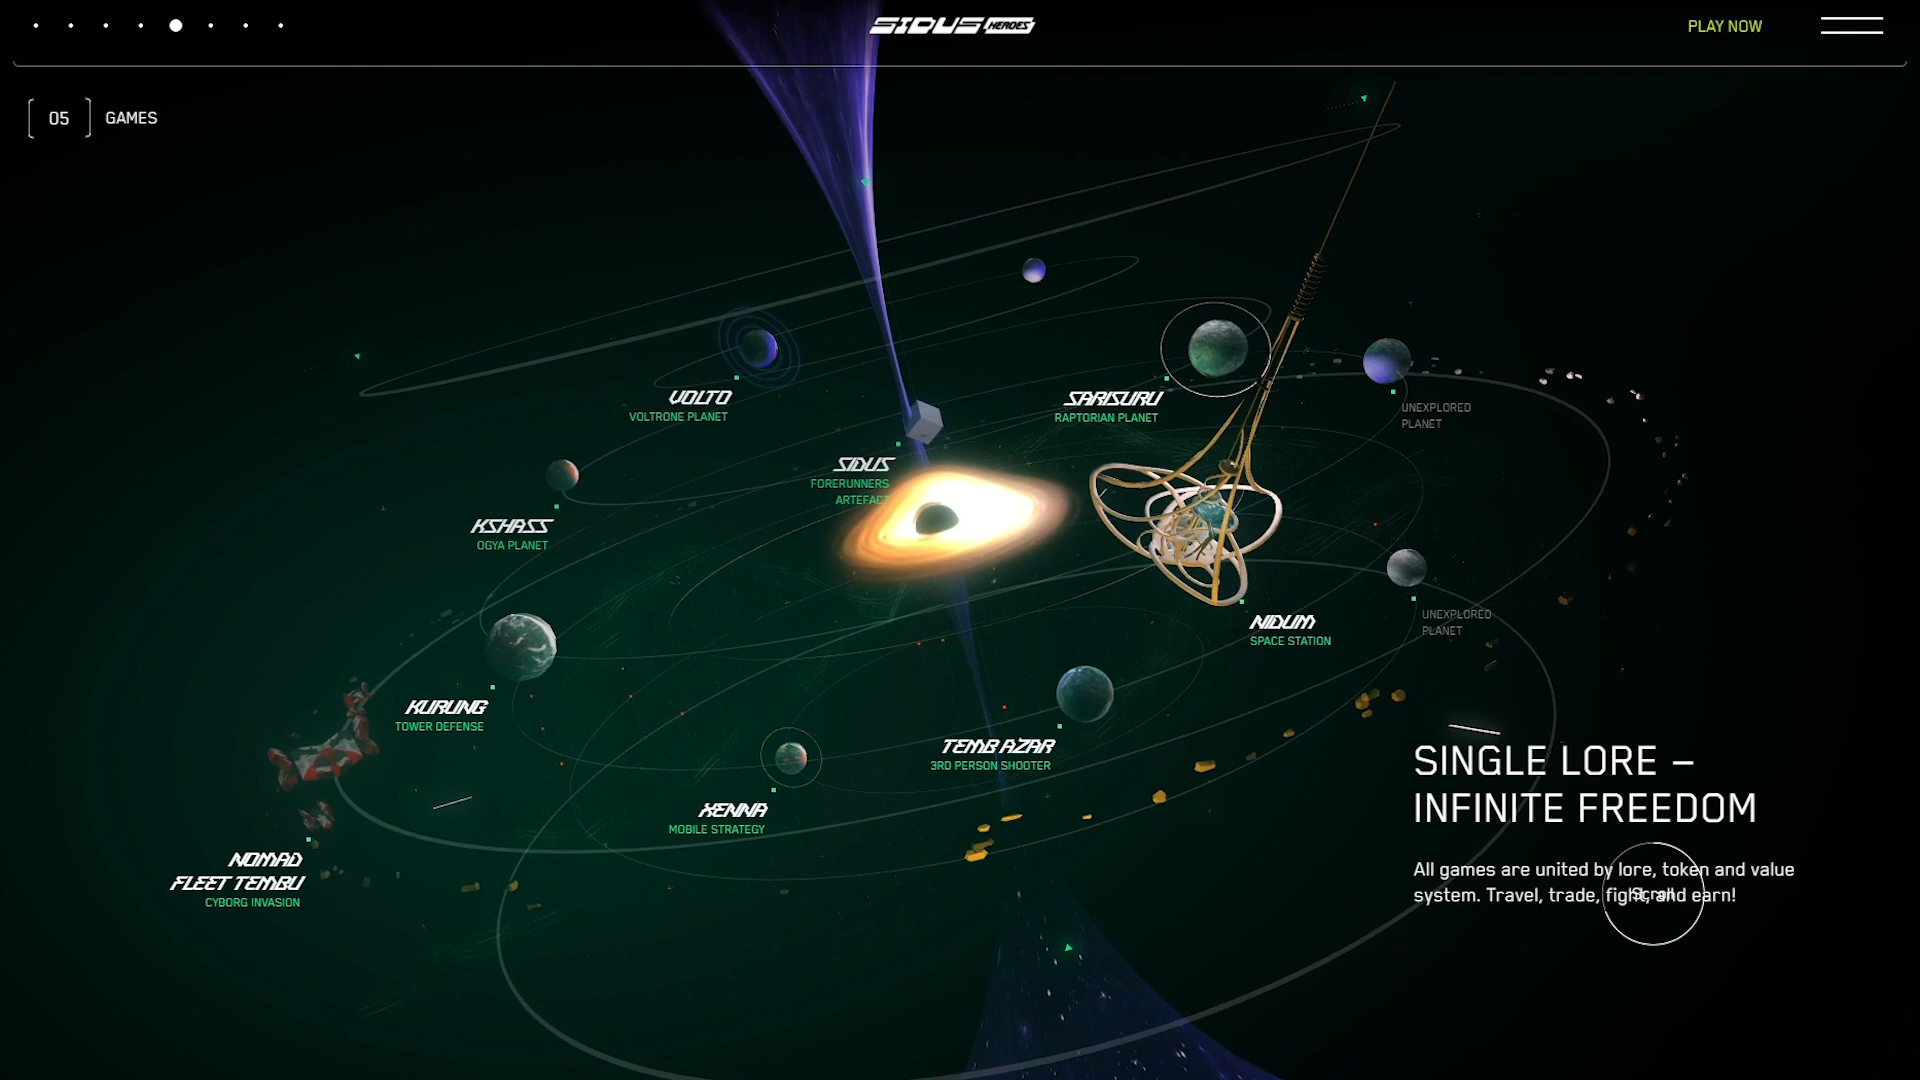 SIDUS HEROES
PLAY NOW
05
GAMES
VOLTO
VOLTRONE PLANET
SARISURU
RAPTORIAN PLANET
UNEXPLORED
PLANET
SIDUS
FORERUNNERS
ARTEFACT
KSHASS
OGYA PLANET
NIDUM
SPACE STATION
UNEXPLORED
PLANET
KURUNG
TOWER DEFENSE
TEMB AZAR
3RD PERSON SHOOTER
XENNA
MOBILE STRATEGY
NOMAD
FLEET TEMBU
CYBORG INVASION
SINGLE LORE –
INFINITE FREEDOM
All games are united by lore, token and value
system. Travel, trade, fight, and earn!
Scroll